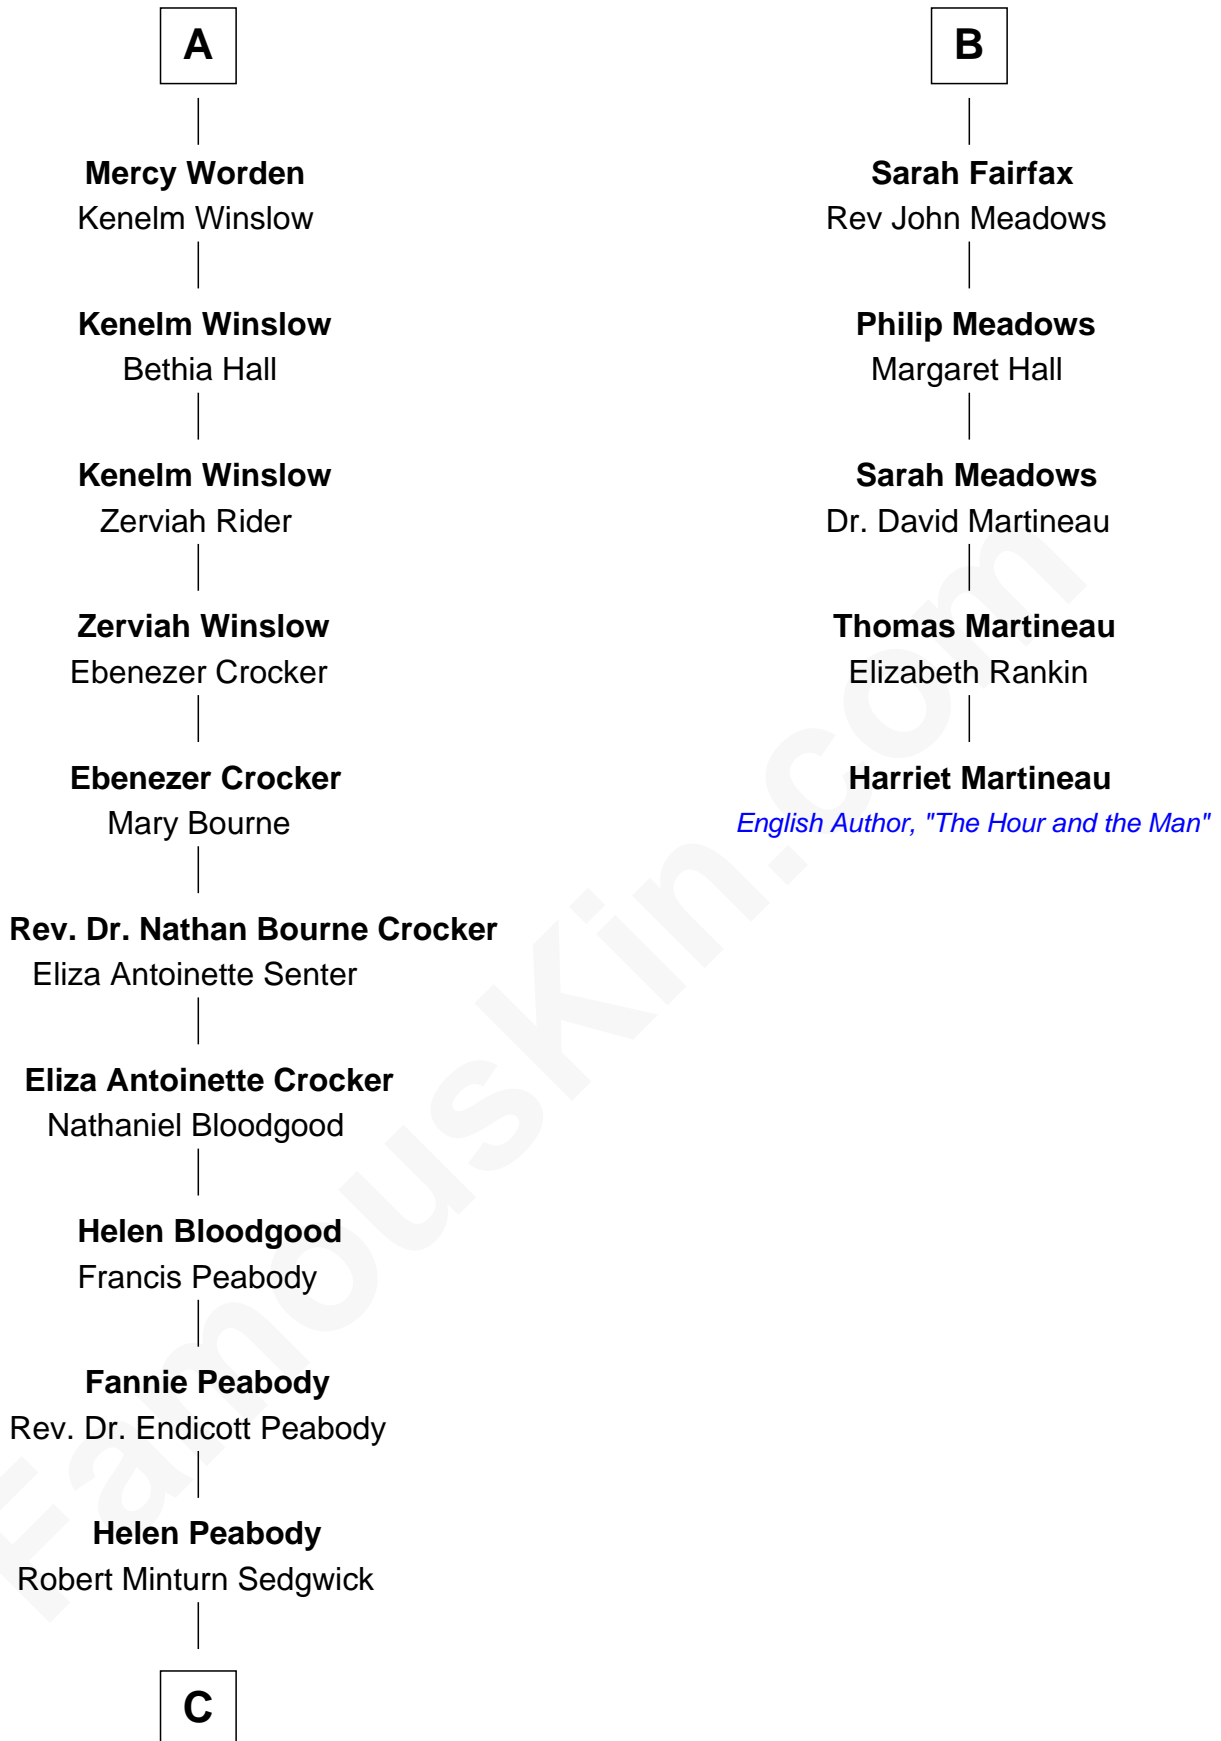 A
Mercy Worden
Kenelm Winslow
Kenelm Winslow
Bethia Hall
Kenelm Winslow
Zerviah Rider
Zerviah Winslow
Ebenezer Crocker
Ebenezer Crocker
Mary Bourne
Rev. Dr. Nathan Bourne Crocker
Eliza Antoinette Senter
Eliza Antoinette Crocker
Nathaniel Bloodgood
Helen Bloodgood
Francis Peabody
Fannie Peabody
Rev. Dr. Endicott Peabody
Helen Peabody
Robert Minturn Sedgwick
C
B
Sarah Fairfax
Rev John Meadows
Philip Meadows
Margaret Hall
Sarah Meadows
Dr. David Martineau
Thomas Martineau
Elizabeth Rankin
Harriet Martineau
English Author, "The Hour and the Man"
FamousKin.com